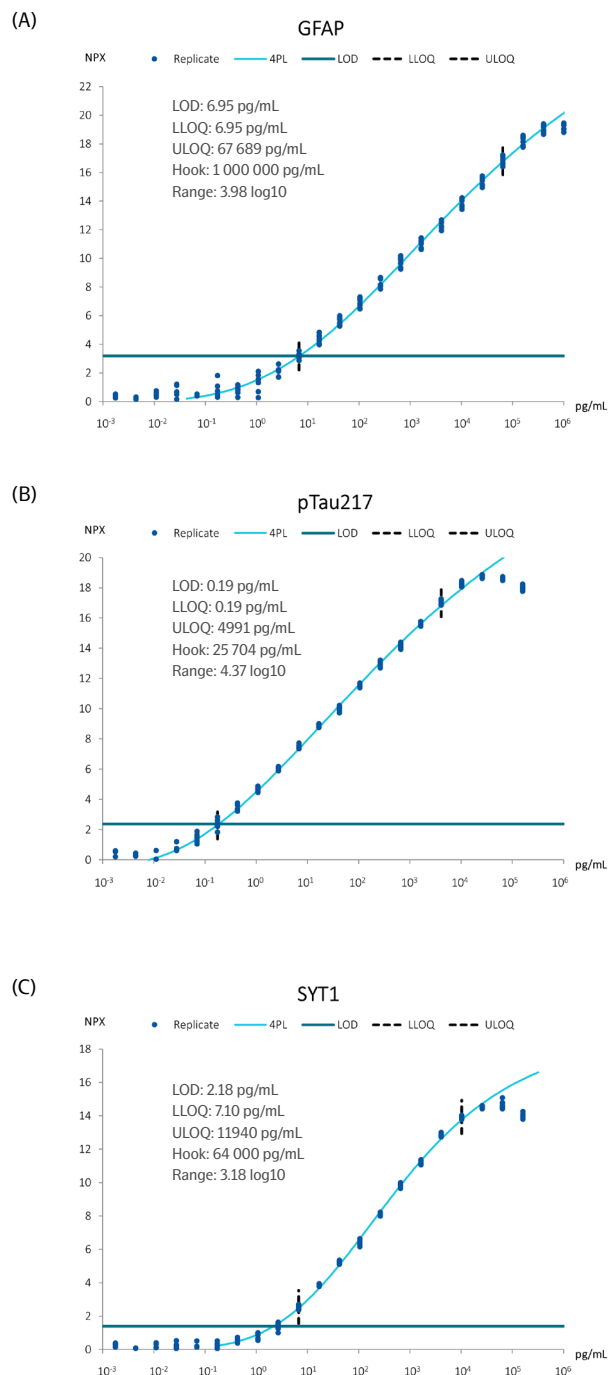 (A)
GFAP
NPX
Replicate 4PL LOD LLOQ ULOQ
22
20
18
16
14
12
10
8
6
4
2
0
LOD: 6.95 pg/mL
LLOQ: 6.95 pg/mL
ULOQ: 67 689 pg/mL
Hook: 1 000 000 pg/mL
Range: 3.98 log10
10⁻³ 10⁻² 10⁻¹ 10⁰ 10¹ 10² 10³ 10⁴ 10⁵ 10⁶ pg/mL
(B)
pTau217
NPX
Replicate 4PL LOD LLOQ ULOQ
20
18
16
14
12
10
8
6
4
2
0
LOD: 0.19 pg/mL
LLOQ: 0.19 pg/mL
ULOQ: 4991 pg/mL
Hook: 25 704 pg/mL
Range: 4.37 log10
10⁻³ 10⁻² 10⁻¹ 10⁰ 10¹ 10² 10³ 10⁴ 10⁵ 10⁶ pg/mL
(C)
SYT1
NPX
Replicate 4PL LOD LLOQ ULOQ
18
16
14
12
10
8
6
4
2
0
LOD: 2.18 pg/mL
LLOQ: 7.10 pg/mL
ULOQ: 11940 pg/mL
Hook: 64 000 pg/mL
Range: 3.18 log10
10⁻³ 10⁻² 10⁻¹ 10⁰ 10¹ 10² 10³ 10⁴ 10⁵ 10⁶ pg/mL